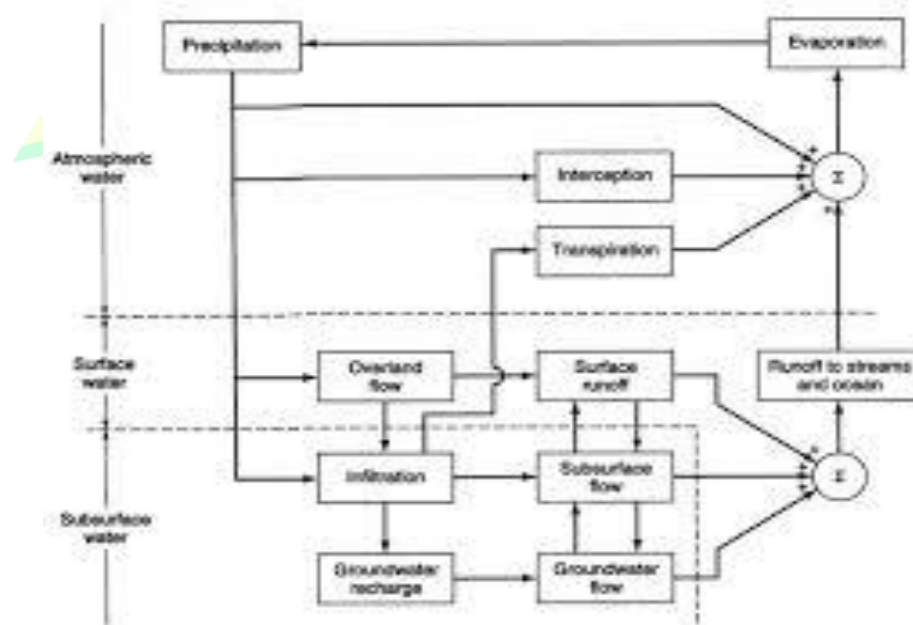 Precipitation
Evaporation
Atmospheric
water
Interception
Σ
Transpiration
Surface
water
Overland
flow
Surface
runoff
Runoff to streams
and ocean
Infiltration
Subsurface
flow
Σ
Subsurface
water
Groundwater
recharge
Groundwater
flow